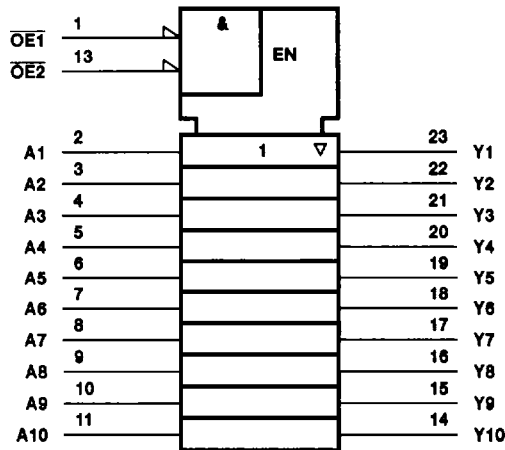 OE1 1 & EN
OE2 13
1 ▽
A1 2 23 Y1
A2 3 22 Y2
A3 4 21 Y3
A4 5 20 Y4
A5 6 19 Y5
A6 7 18 Y6
A7 8 17 Y7
A8 9 16 Y8
A9 10 15 Y9
A10 11 14 Y10